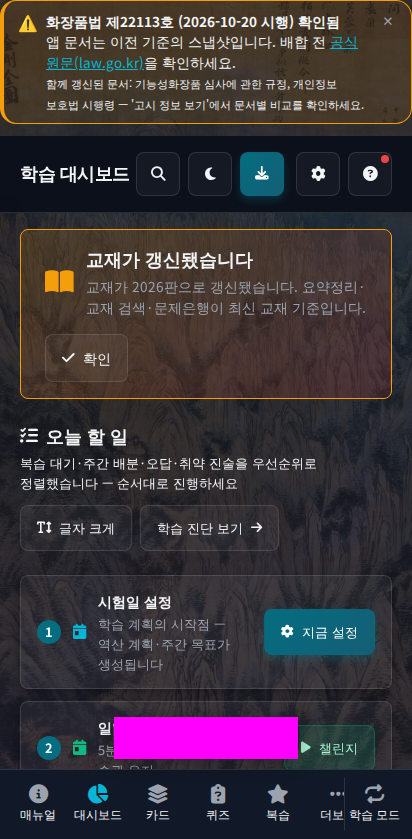 화장품법 제22113호 (2026-10-20 시행) 확인됨
앱 문서는 이전 기준의 스냅샷입니다. 배합 전 공식
원문(law.go.kr)을 확인하세요.
함께 갱신된 문서: 기능성화장품 심사에 관한 규정, 개인정보
보호법 시행령 — '고시 정보 보기'에서 문서별 비교를 확인하세요.
학습 대시보드
교재가 갱신됐습니다
교재가 2026판으로 갱신됐습니다. 요약정리·
교재 검색·문제은행이 최신 교재 기준입니다.
확인
오늘 할 일
복습 대기·주간 배분·오답·취약 진술을 우선순위로
정렬했습니다 — 순서대로 진행하세요
글자 크게
학습 진단 보기
1
시험일 설정
학습 계획의 시작점 —
역산 계획·주간 목표가
생성됩니다
지금 설정
2
챌린지
매뉴얼
대시보드
카드
퀴즈
복습
더보
학습 모드